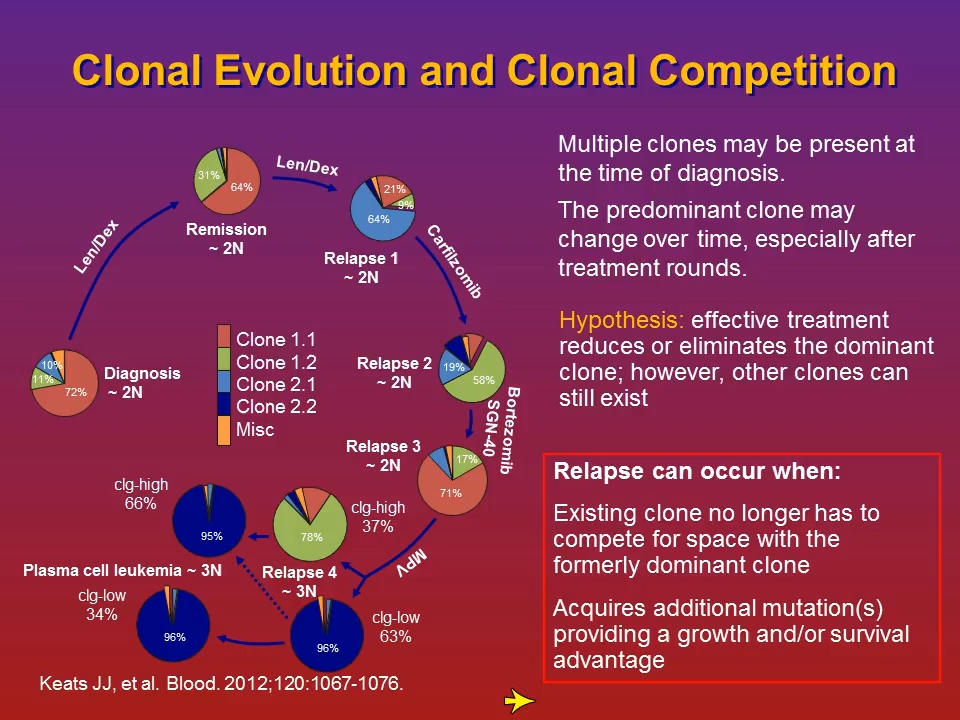 Clonal Evolution and Clonal Competition
Multiple clones may be present at
the time of diagnosis.
The predominant clone may
change over time, especially after
treatment rounds.
Hypothesis: effective treatment
reduces or eliminates the dominant
clone; however, other clones can
still exist
Relapse can occur when:
Existing clone no longer has to
compete for space with the
formerly dominant clone
Acquires additional mutation(s)
providing a growth and/or survival
advantage
10%
11%
72%
Diagnosis
~ 2N
Len/Dex
31%
64%
Remission
~ 2N
Len/Dex
21%
9%
64%
Relapse 1
~ 2N
Carfilzomib
Clone 1.1
Clone 1.2
Clone 2.1
Clone 2.2
Misc
Relapse 2
~ 2N
19%
58%
Bortezomib
SGN-40
Relapse 3
~ 2N
17%
71%
MPV
clg-high
37%
78%
Relapse 4
~ 3N
clg-low
63%
96%
clg-high
66%
95%
Plasma cell leukemia ~ 3N
clg-low
34%
96%
Keats JJ, et al. Blood. 2012;120:1067-1076.